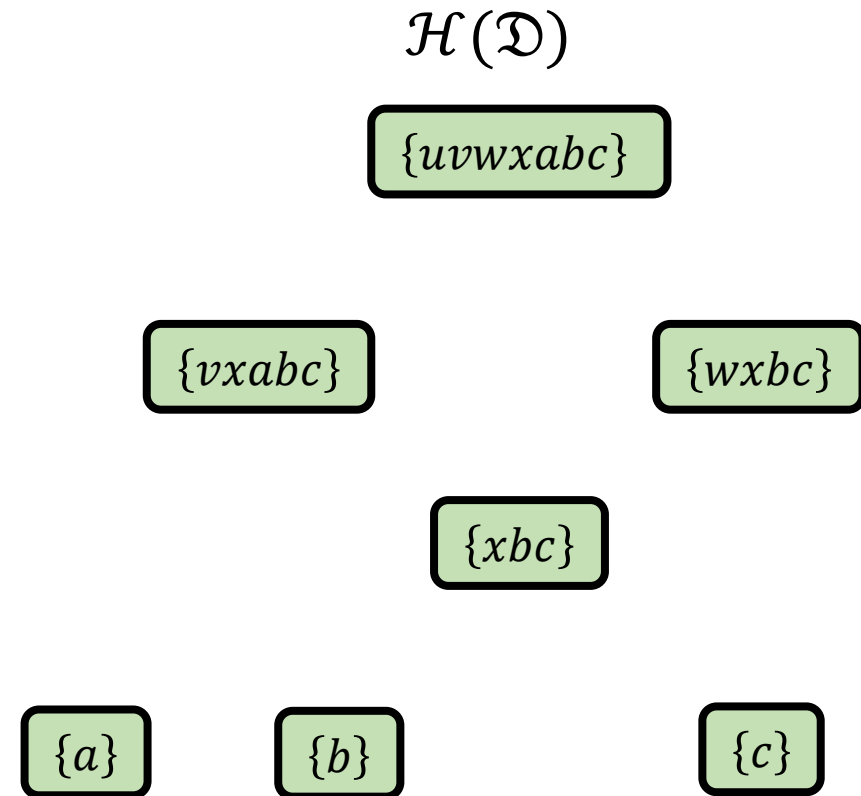 ℋ(𝔇)
{uvwxabc}
{vxabc} {wxbc}
{xbc}
{a} {b} {c}